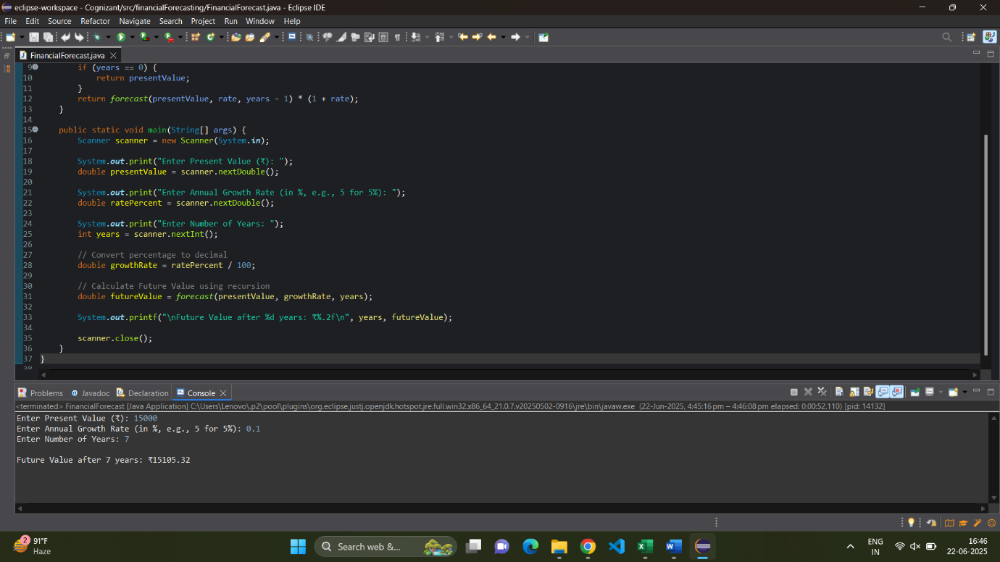 eclipse-workspace - Cognizant/src/financialForecasting/FinancialForecast.java - Eclipse IDE
File Edit Source Refactor Navigate Search Project Run Window Help
FinancialForecast.java
9 if (years == 0) {
10 return presentValue;
11 }
12 return forecast(presentValue, rate, years - 1) * (1 + rate);
13 }
14
15 public static void main(String[] args) {
16 Scanner scanner = new Scanner(System.in);
17
18 System.out.print("Enter Present Value (₹): ");
19 double presentValue = scanner.nextDouble();
20
21 System.out.print("Enter Annual Growth Rate (in %, e.g., 5 for 5%): ");
22 double ratePercent = scanner.nextDouble();
23
24 System.out.print("Enter Number of Years: ");
25 int years = scanner.nextInt();
26
27 // Convert percentage to decimal
28 double growthRate = ratePercent / 100;
29
30 // Calculate Future Value using recursion
31 double futureValue = forecast(presentValue, growthRate, years);
32
33 System.out.printf("\nFuture Value after %d years: ₹%.2f\n", years, futureValue);
34
35 scanner.close();
36 }
37 }
38
Problems Javadoc Declaration Console
<terminated> FinancialForecast [Java Application] C:\Users\Lenovo\.p2\pool\plugins\org.eclipse.justj.openjdk.hotspot.jre.full.win32.x86_64_21.0.7.v20250502-0916\jre\bin\javaw.exe (22-Jun-2025, 4:45:16 pm – 4:46:08 pm elapsed: 0:00:52.110) [pid: 14132]
Enter Present Value (₹): 15000
Enter Annual Growth Rate (in %, e.g., 5 for 5%): 0.1
Enter Number of Years: 7
Future Value after 7 years: ₹15105.32
2
91°F
Haze
Search web &...
ENG
IN
16:46
22-06-2025